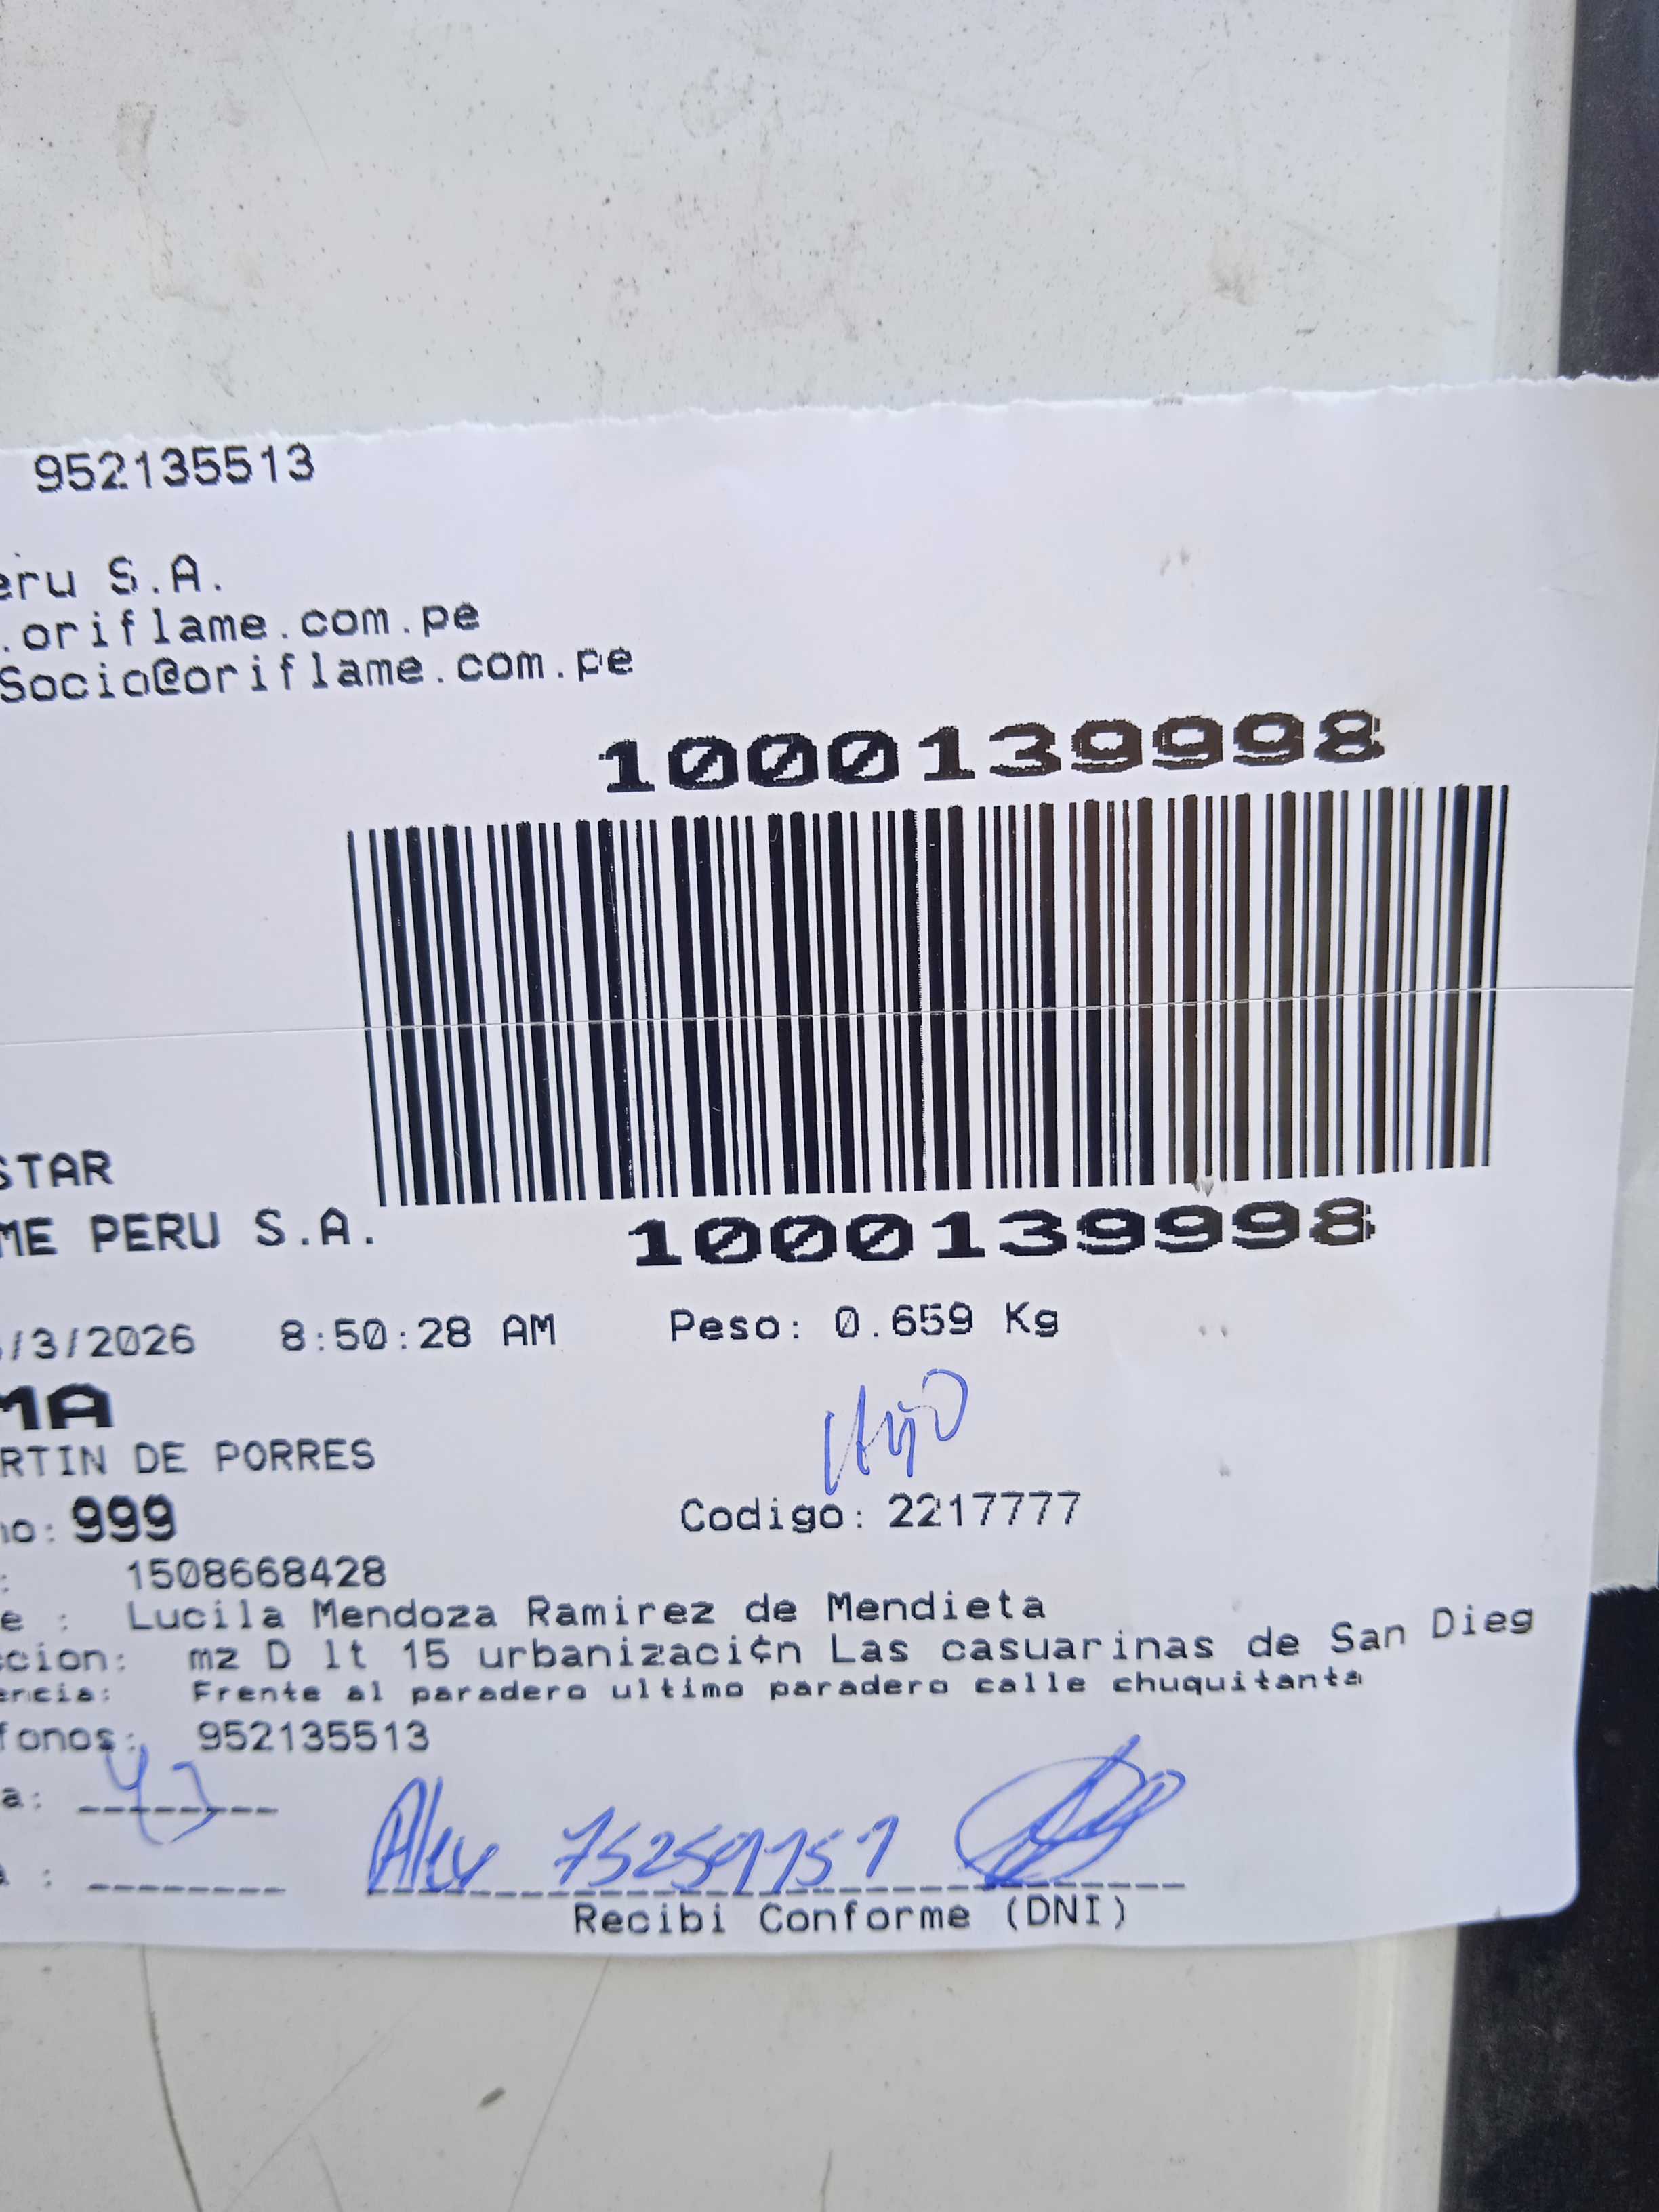 952135513
eru S.A.
.oriflame.com.pe
Socio@oriflame.com.pe
1000139998
STAR
ME PERU S.A.
1000139998
/3/2026 8:50:28 AM Peso: 0.659 Kg
MA
RTIN DE PORRES
no: 999 Codigo: 2217777
: 1508668428
e : Lucila Mendoza Ramirez de Mendieta
ccion: mz D lt 15 urbanizaci¢n Las casuarinas de San Dieg
encia: Frente al paradero ultimo paradero calle chuquitanta
fonos: 952135513
a:
Alex
a :
Recibi Conforme (DNI)